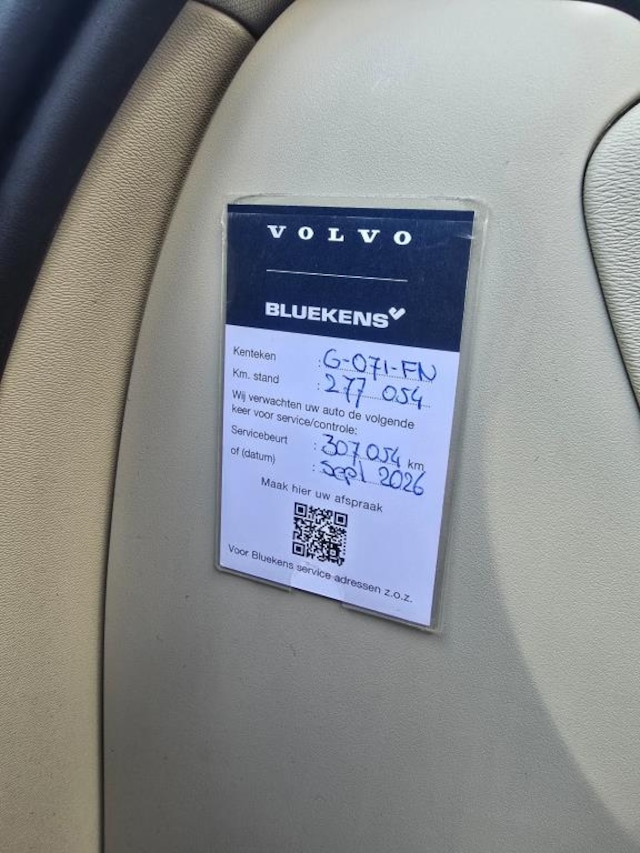 VOLVO
BLUEKENS
Kenteken : G-071-FN
Km. stand : 277 054
Wij verwachten uw auto de volgende
keer voor service/controle:
Servicebeurt : 307 054 km
of (datum) : sept 2026
Maak hier uw afspraak
Voor Bluekens service adressen z.o.z.